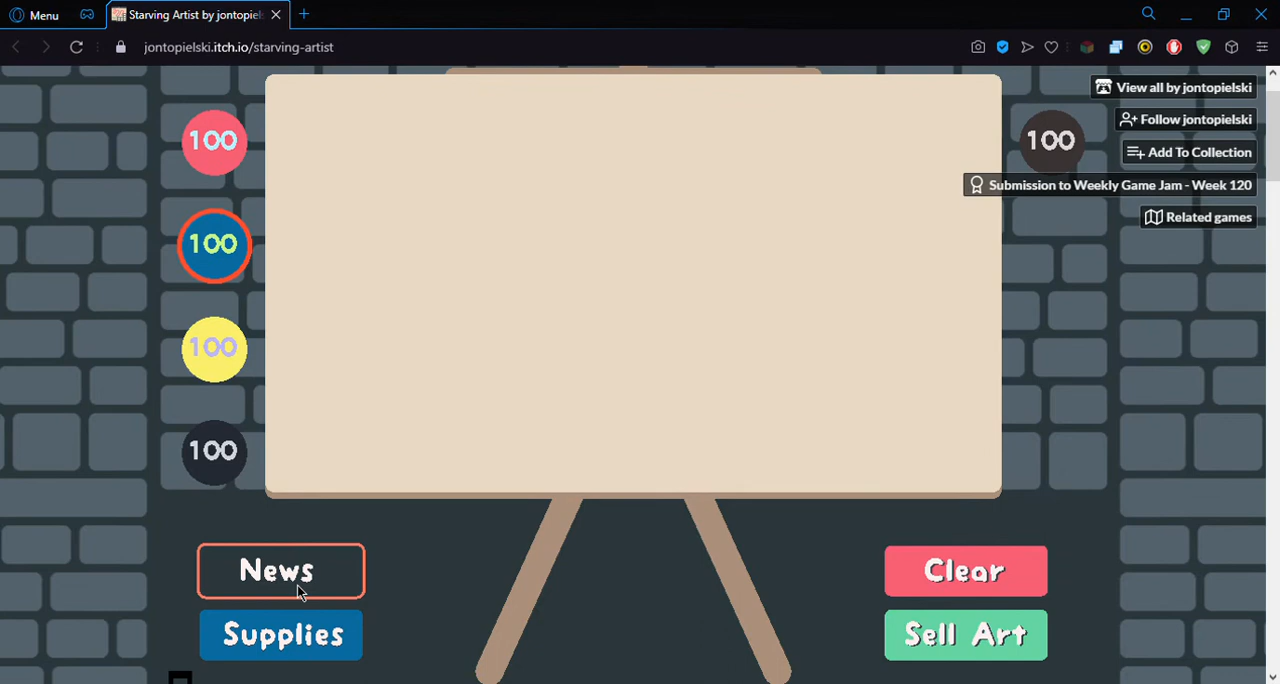 Menu
Starving Artist by jontopiels
jontopielski.itch.io/starving-artist
View all by jontopielski
Follow jontopielski
Add To Collection
Submission to Weekly Game Jam - Week 120
Related games
100
100
100
100
100
News
Supplies
Clear
Sell Art